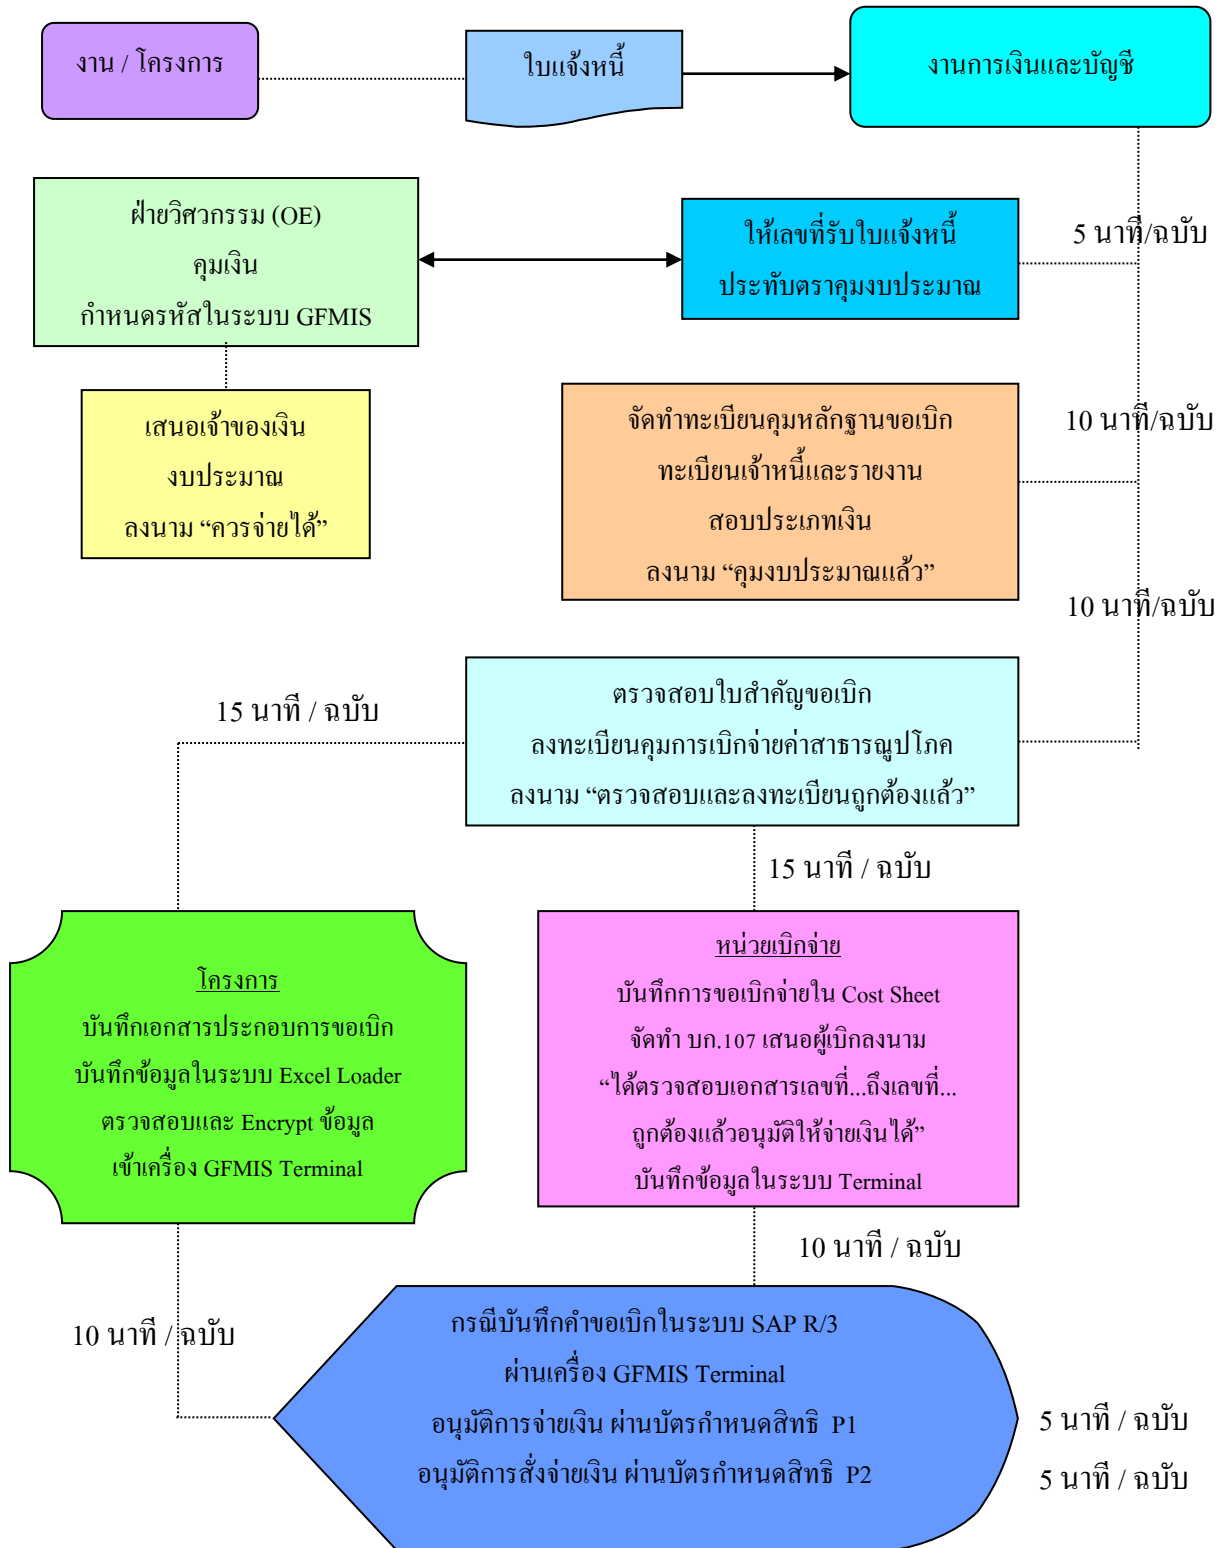 งาน / โครงการ
ใบแจ้งหนี้
งานการเงินและบัญชี
ฝ่ายวิศวกรรม (OE)
คุมเงิน
กำหนดรหัสในระบบ GFMIS
ให้เลขที่รับใบแจ้งหนี้
ประทับตราคุมงบประมาณ
5 นาที/ฉบับ
เสนอเจ้าของเงิน
งบประมาณ
ลงนาม “ควรจ่ายได้”
จัดทำทะเบียนคุมหลักฐานขอเบิก
ทะเบียนเจ้าหนี้และรายงาน
สอบประเภทเงิน
ลงนาม “คุมงบประมาณแล้ว”
10 นาที/ฉบับ
10 นาที/ฉบับ
15 นาที / ฉบับ
ตรวจสอบใบสำคัญขอเบิก
ลงทะเบียนคุมการเบิกจ่ายค่าสาธารณูปโภค
ลงนาม “ตรวจสอบและลงทะเบียนถูกต้องแล้ว”
15 นาที / ฉบับ
โครงการ
บันทึกเอกสารประกอบการขอเบิก
บันทึกข้อมูลในระบบ Excel Loader
ตรวจสอบและ Encrypt ข้อมูล
เข้าเครื่อง GFMIS Terminal
หน่วยเบิกจ่าย
บันทึกการขอเบิกจ่ายใน Cost Sheet
จัดทำ บก.107 เสนอผู้เบิกลงนาม
“ได้ตรวจสอบเอกสารเลขที่...ถึงเลขที่...
ถูกต้องแล้วอนุมัติให้จ่ายเงินได้”
บันทึกข้อมูลในระบบ Terminal
10 นาที / ฉบับ
10 นาที / ฉบับ
กรณีบันทึกคำขอเบิกในระบบ SAP R/3
ผ่านเครื่อง GFMIS Terminal
อนุมัติการจ่ายเงิน ผ่านบัตรกำหนดสิทธิ P1
อนุมัติการสั่งจ่ายเงิน ผ่านบัตรกำหนดสิทธิ P2
5 นาที / ฉบับ
5 นาที / ฉบับ